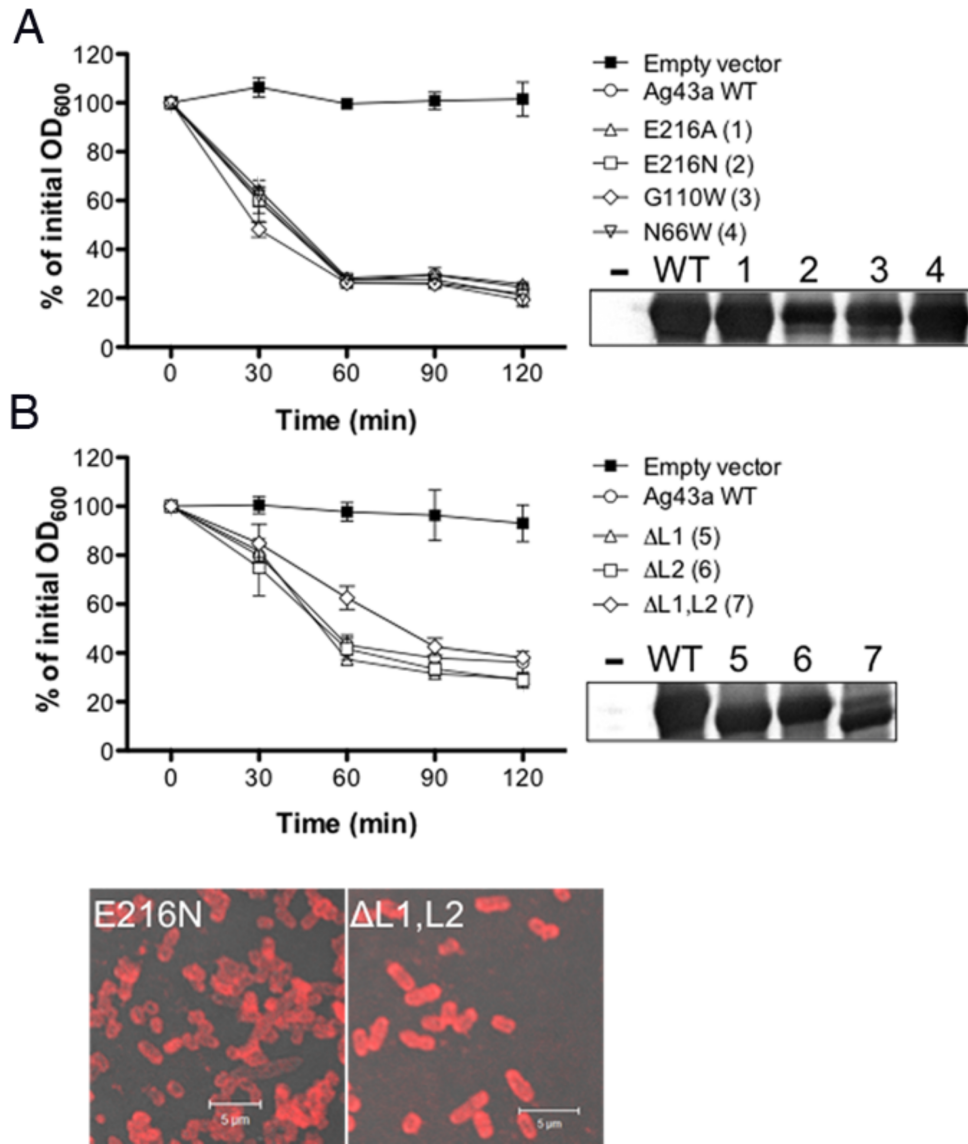 A
120
100
80
60
40
20
0
% of initial OD600
0 30 60 90 120
Time (min)
Empty vector
Ag43a WT
E216A (1)
E216N (2)
G110W (3)
N66W (4)
- WT 1 2 3 4
B
120
100
80
60
40
20
0
% of initial OD600
0 30 60 90 120
Time (min)
Empty vector
Ag43a WT
ΔL1 (5)
ΔL2 (6)
ΔL1,L2 (7)
- WT 5 6 7
E216N
5 µm
ΔL1,L2
5 µm